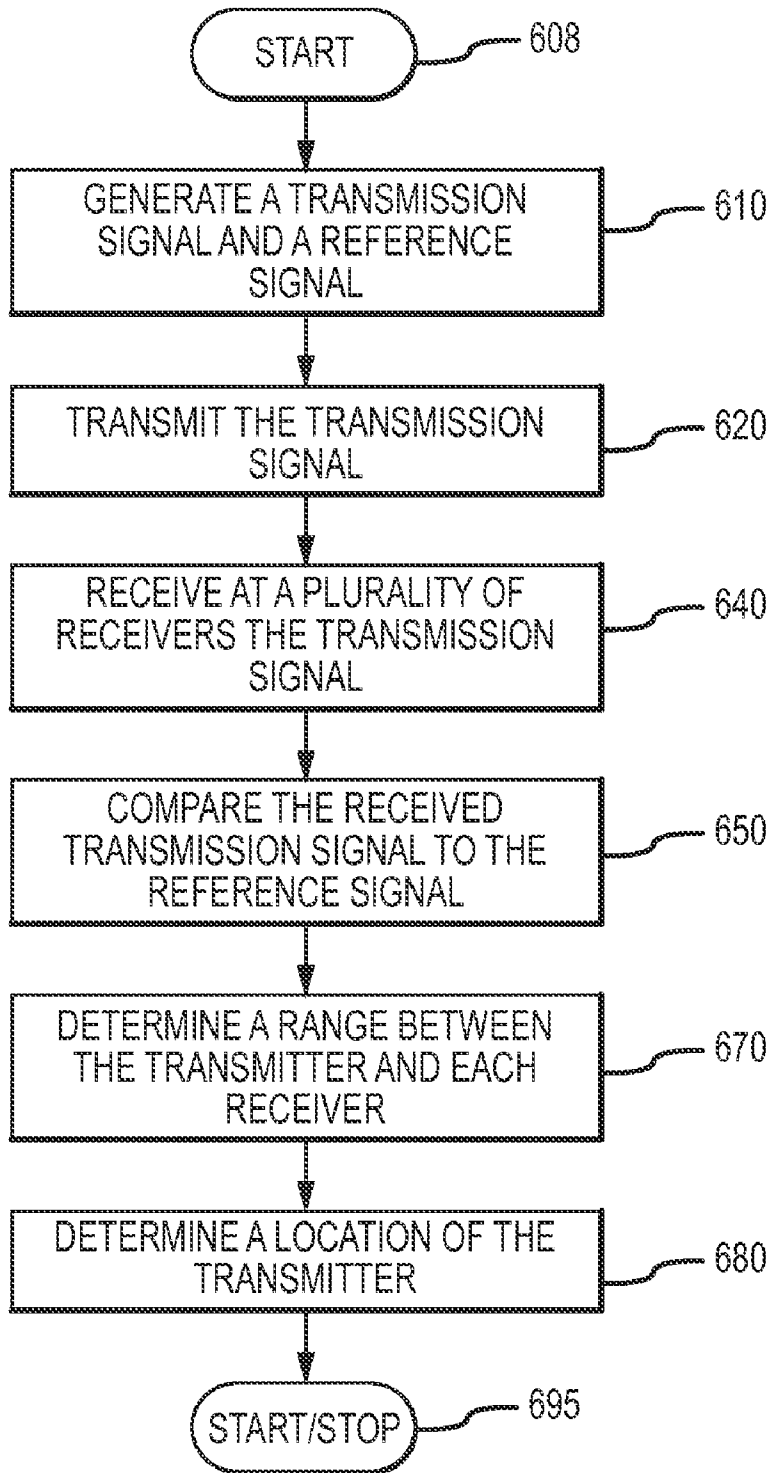 START
608
GENERATE A TRANSMISSION
SIGNAL AND A REFERENCE
SIGNAL
610
TRANSMIT THE TRANSMISSION
SIGNAL
620
RECEIVE AT A PLURALITY OF
RECEIVERS THE TRANSMISSION
SIGNAL
640
COMPARE THE RECEIVED
TRANSMISSION SIGNAL TO THE
REFERENCE SIGNAL
650
DETERMINE A RANGE BETWEEN
THE TRANSMITTER AND EACH
RECEIVER
670
DETERMINE A LOCATION OF THE
TRANSMITTER
680
START/STOP
695